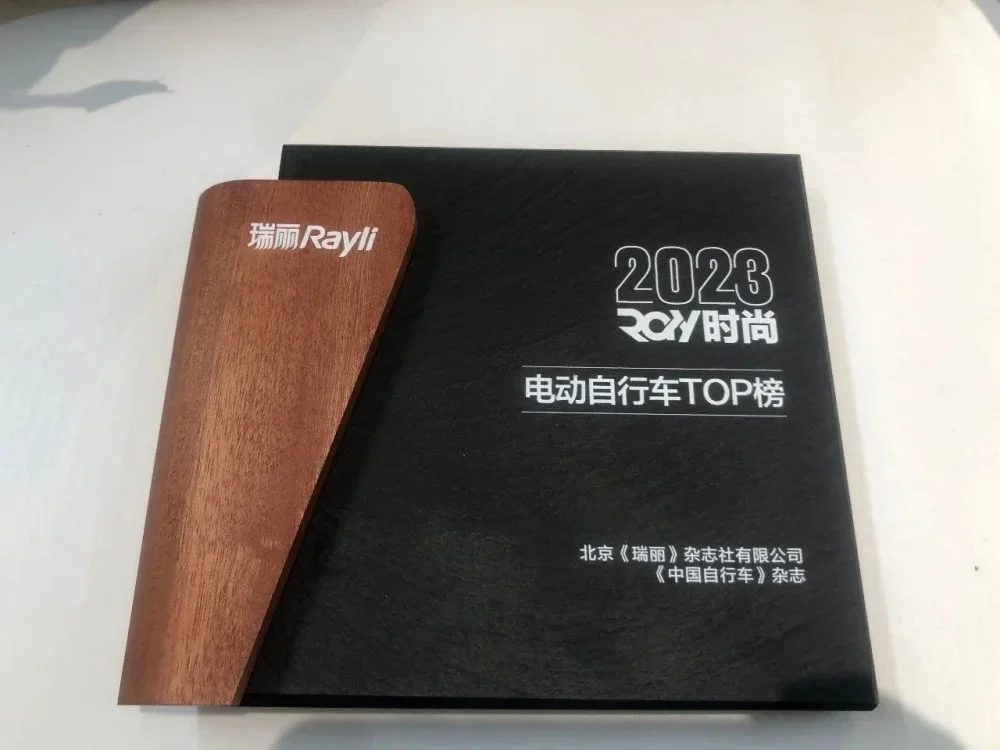 瑞丽Rayli
2023
ROW时尚
电动自行车TOP榜
北京《瑞丽》杂志社有限公司
《中国自行车》杂志